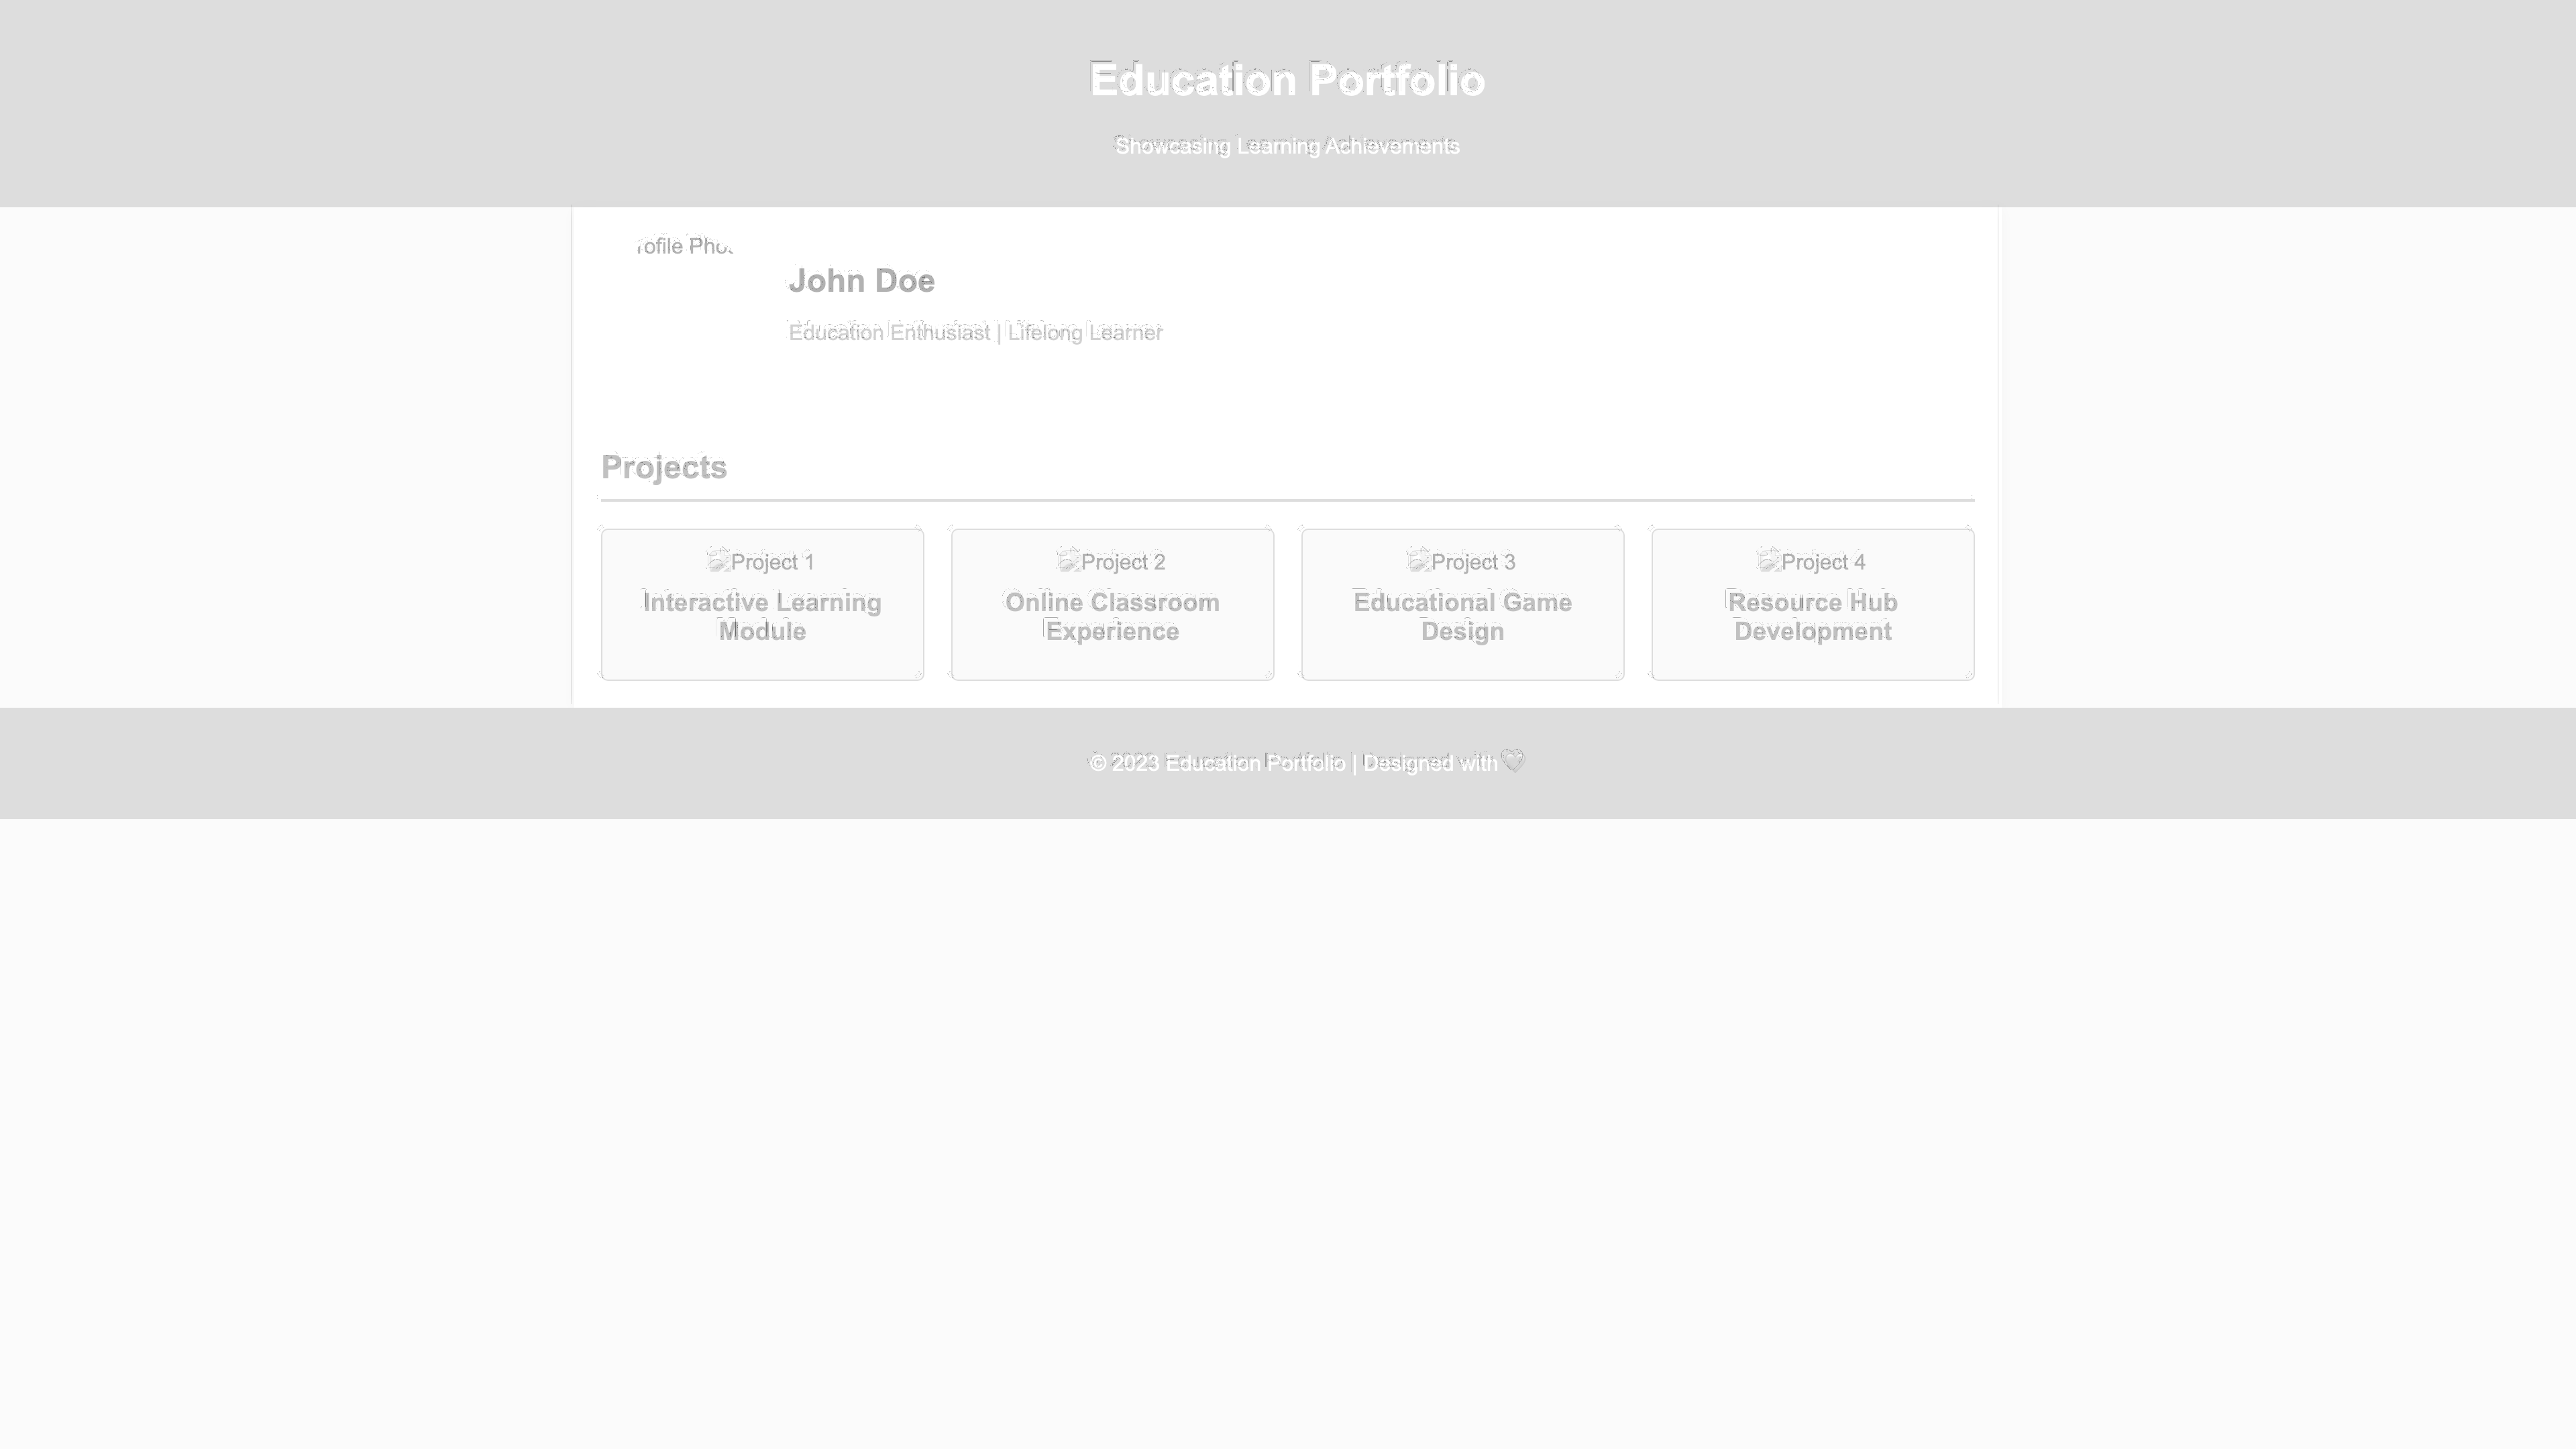 Education Portfolio
Showcasing Learning Achievements
rofile Pho
John Doe
Education Enthusiast | Lifelong Learner
Projects
Project 1
Interactive Learning
Module
Project 2
Online Classroom
Experience
Project 3
Educational Game
Design
Project 4
Resource Hub
Development
© 2023 Education Portfolio | Designed with